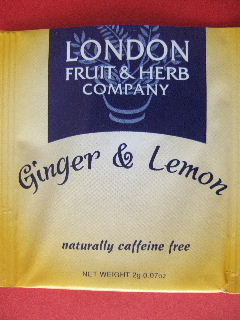 LONDON
FRUIT & HERB
COMPANY
Ginger & Lemon
naturally caffeine free
NET WEIGHT 2g 0.07oz